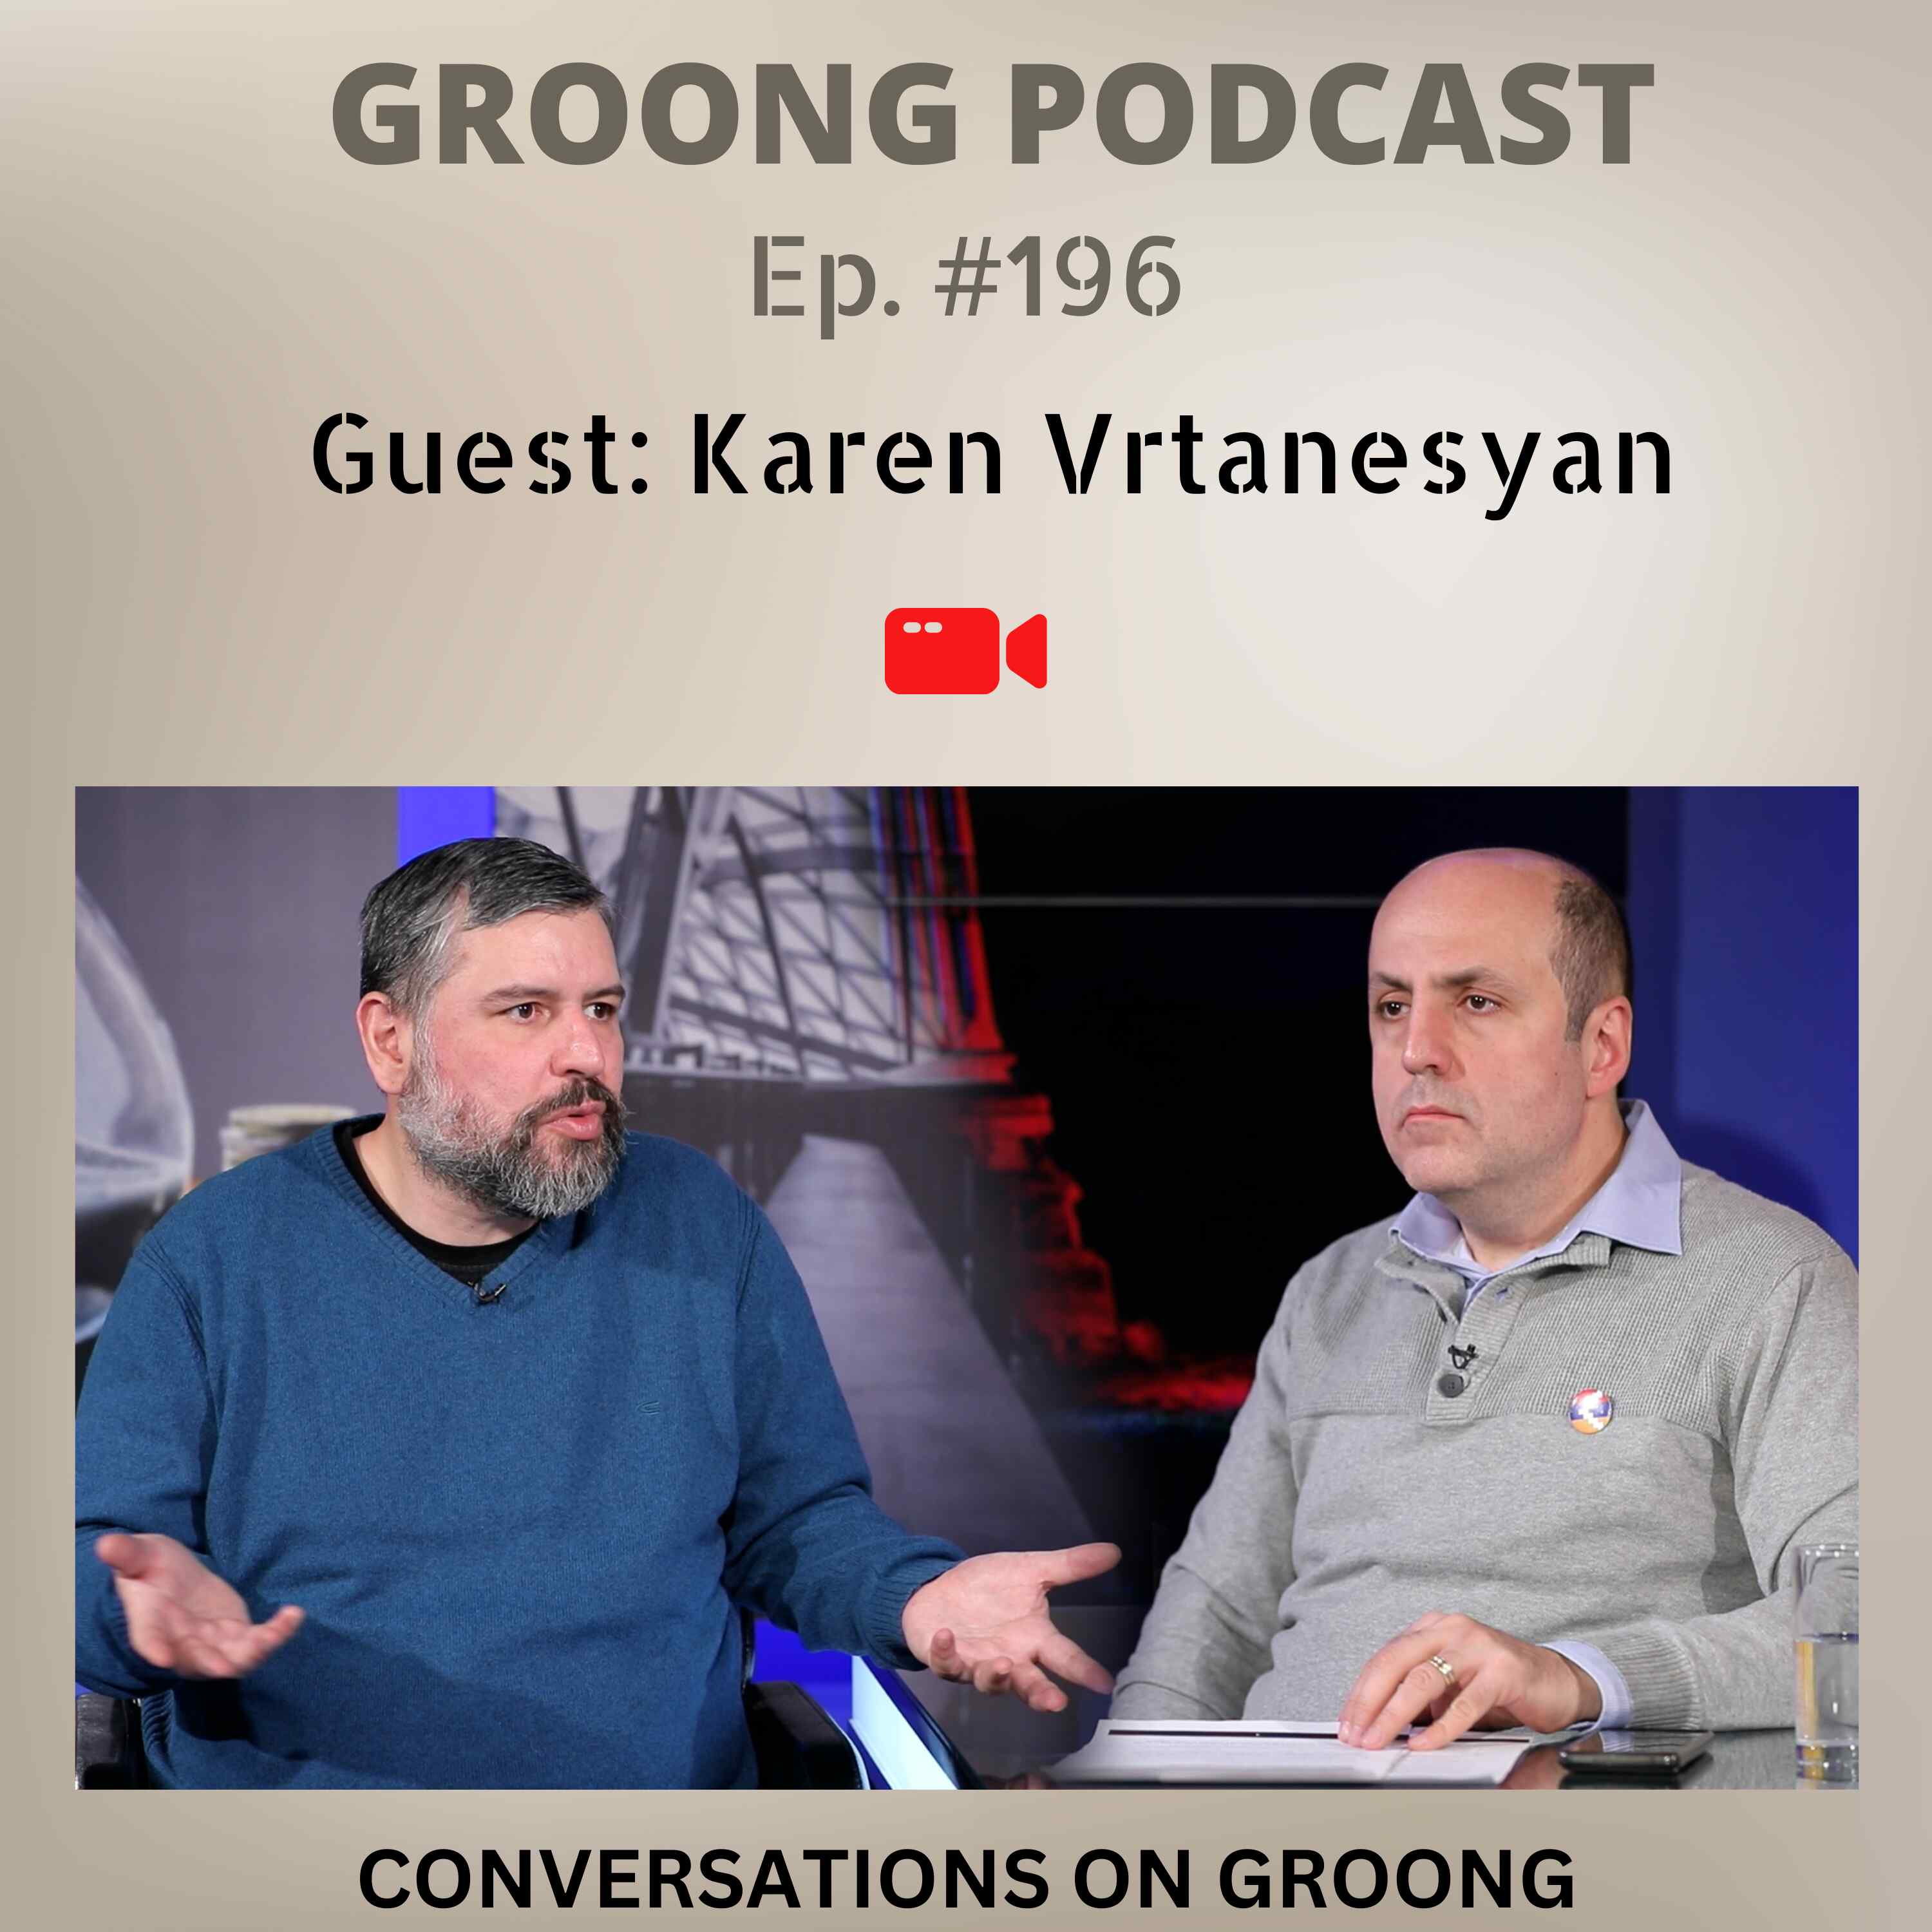 GROONG PODCAST
Ep. #196
Guest: Karen Vrtanesyan
CONVERSATIONS ON GROONG